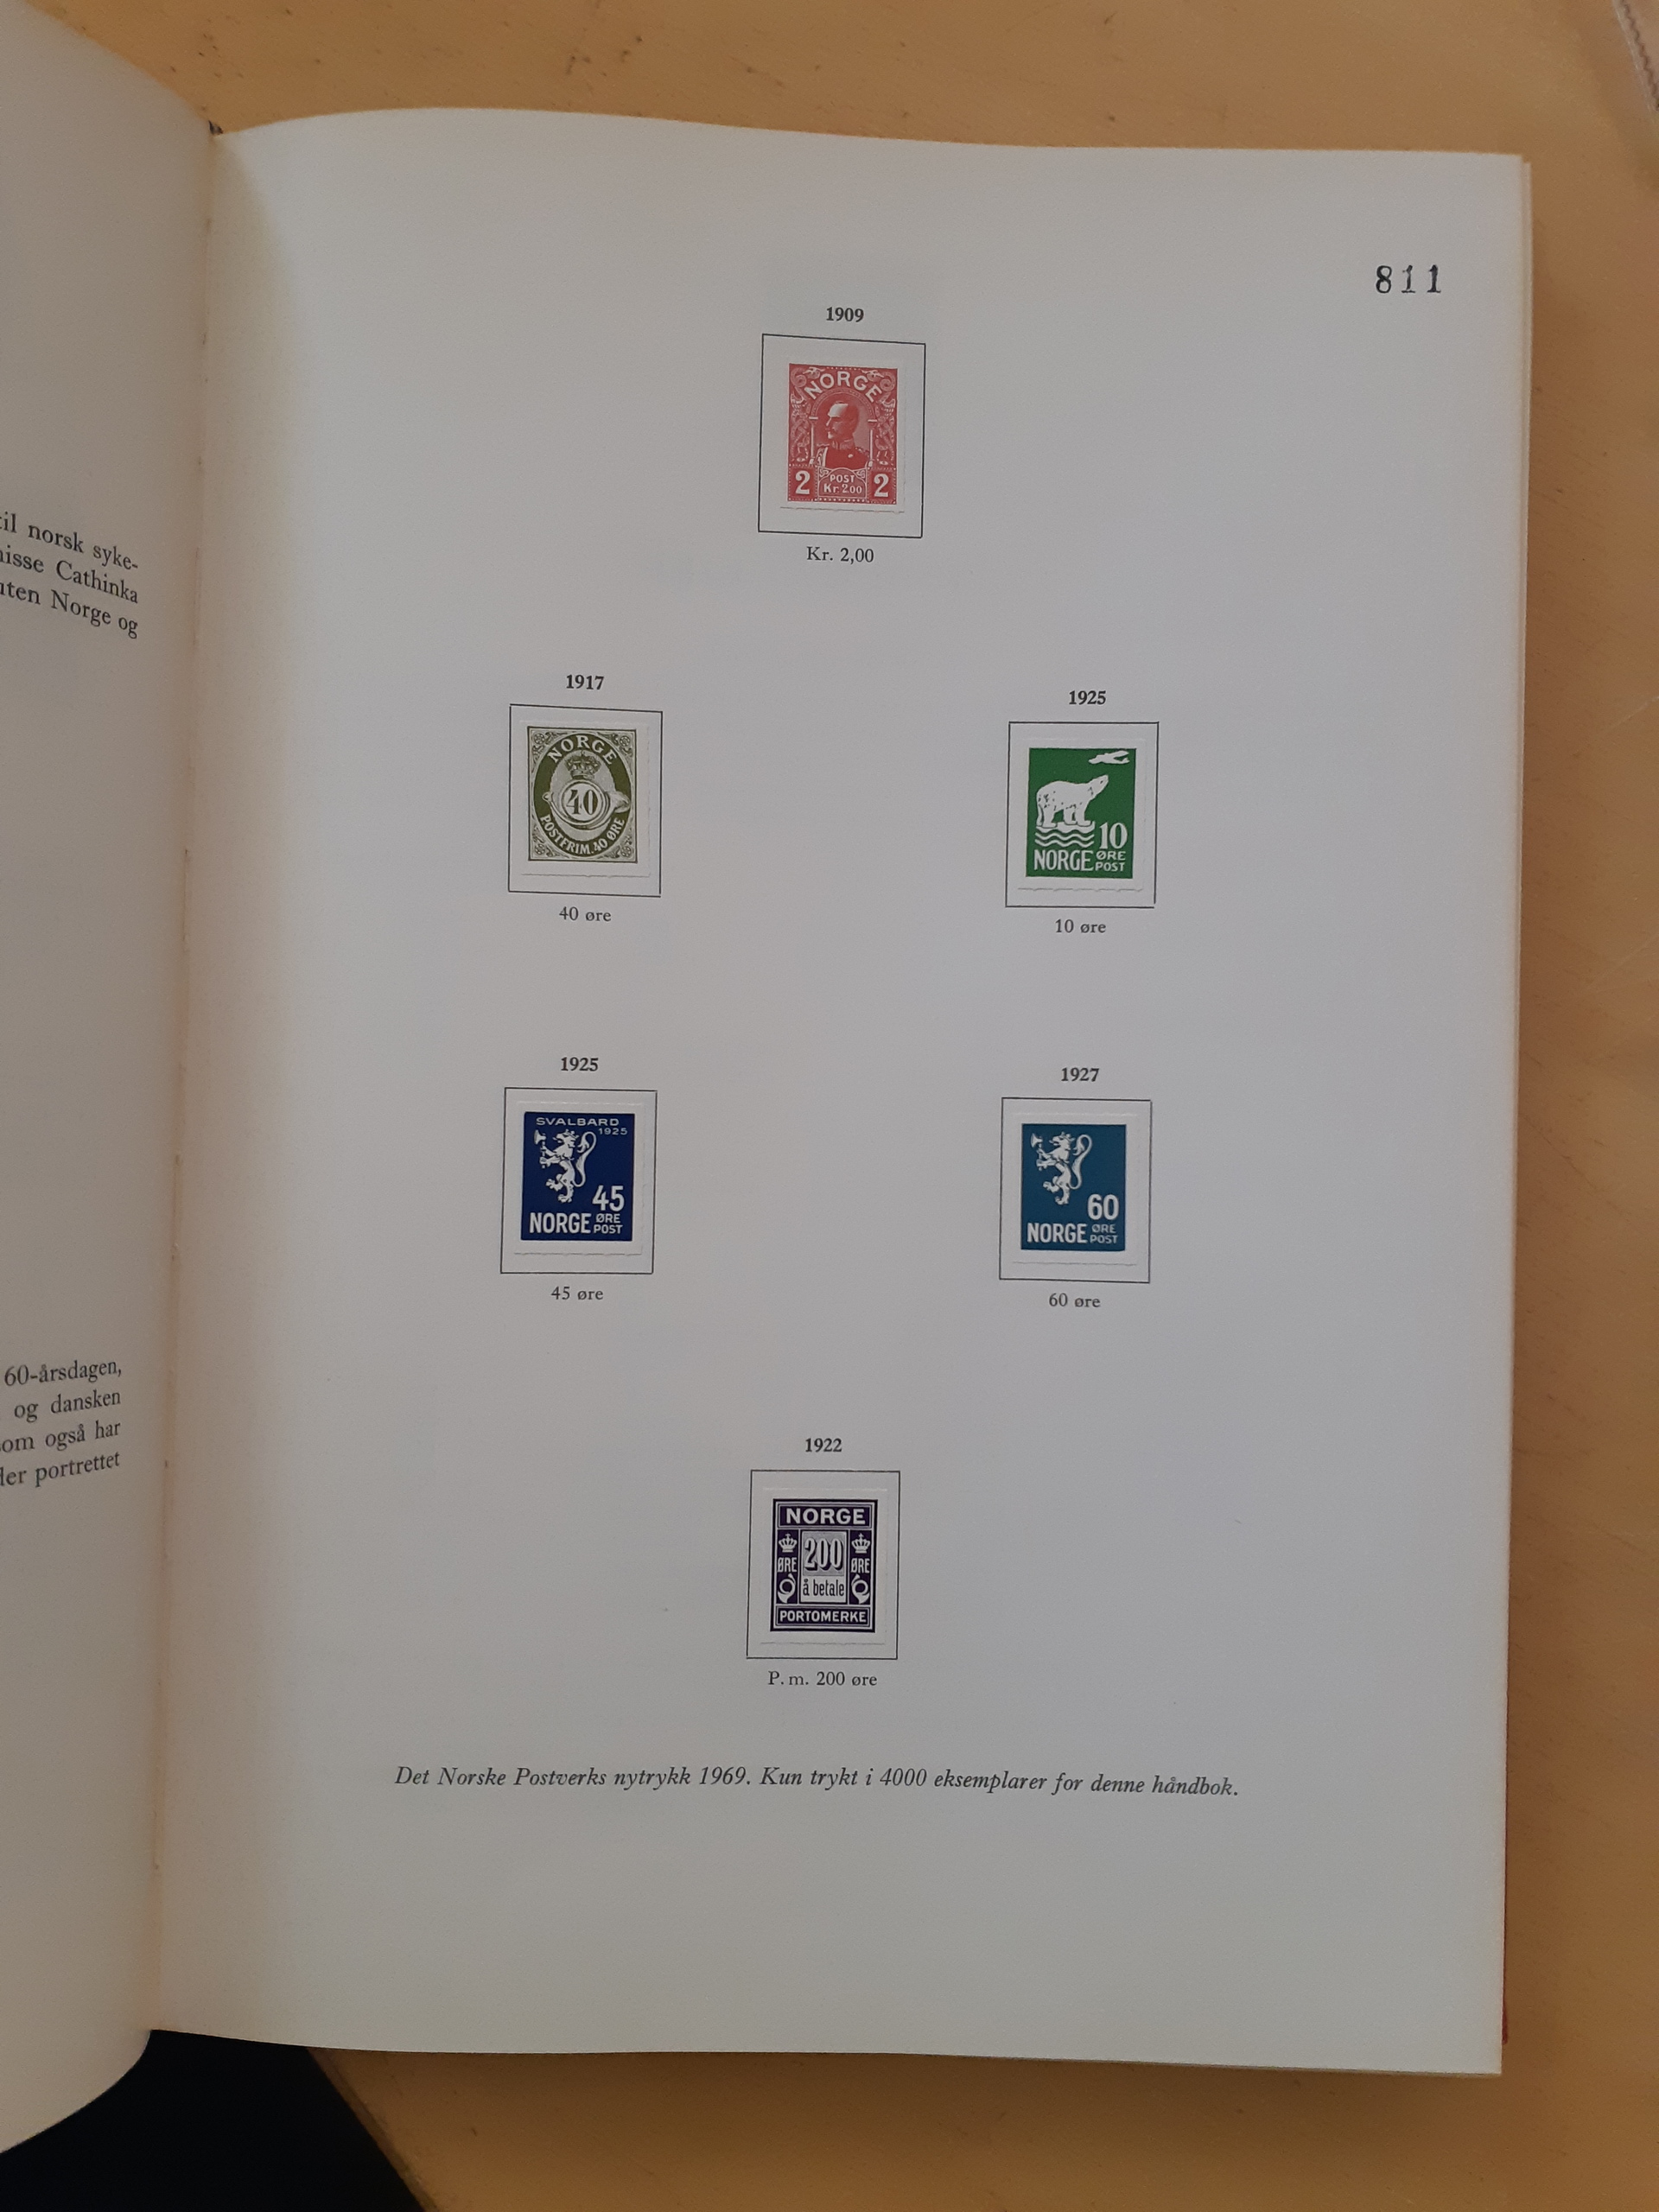 til norsk syke-
Cathinka
uten Norge og
60-årsdagen,
og dansken
som også har
portrettet
811
1909
NORGE
2 POST 2
Kr 2.00
Kr. 2,00
1917
NORGE
40
POSTFRIM. 40 ØRE
40 øre
1925
10
NORGE ØRE
POST
10 øre
1925
SVALBARD
1925
45
NORGE ØRE
POST
45 øre
1927
60
NORGE ØRE
POST
60 øre
1922
NORGE
200
ØRE ØRE
å betale
PORTOMERKE
P. m. 200 øre
Det Norske Postverks nytrykk 1969. Kun trykt i 4000 eksemplarer for denne håndbok.